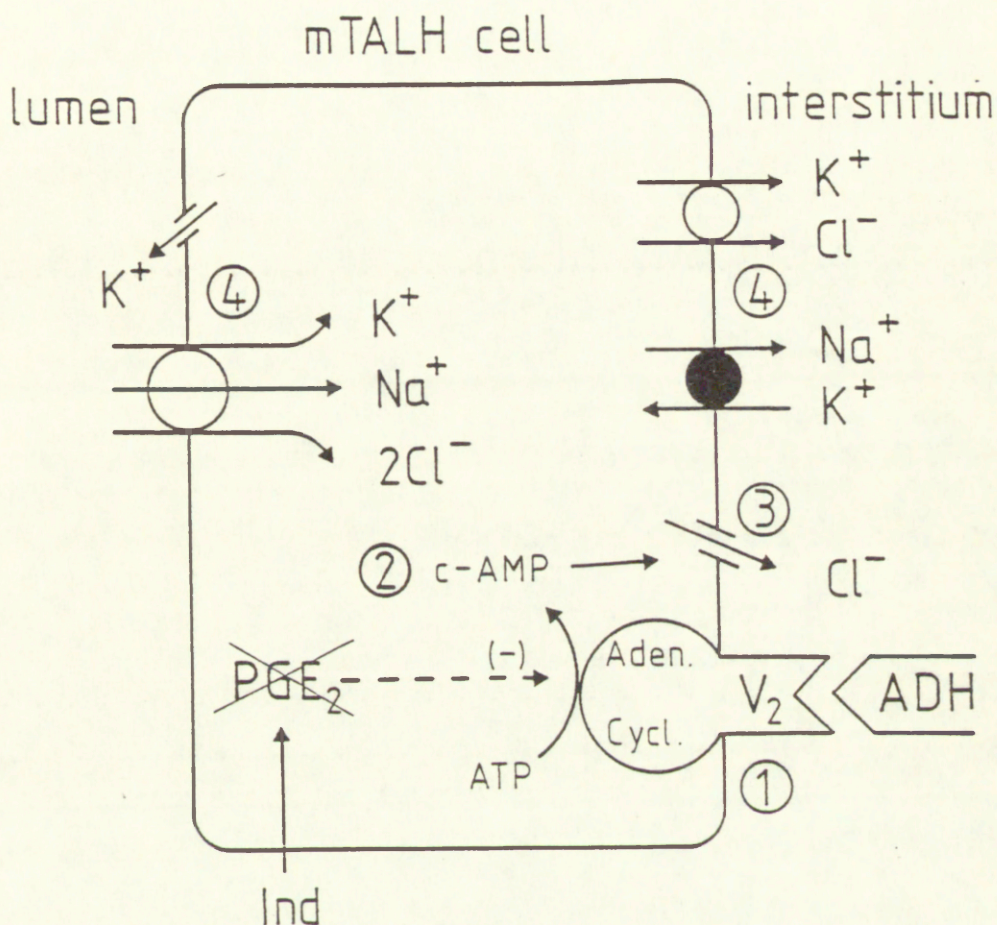 mTALH cell
lumen
interstitium
K⁺
Cl⁻
K⁺
④
④
K⁺
Na⁺
Na⁺
K⁺
2Cl⁻
③
② c-AMP
Cl⁻
PGE₂
(-)
Aden.
Cycl.
V₂
ADH
ATP
①
Ind